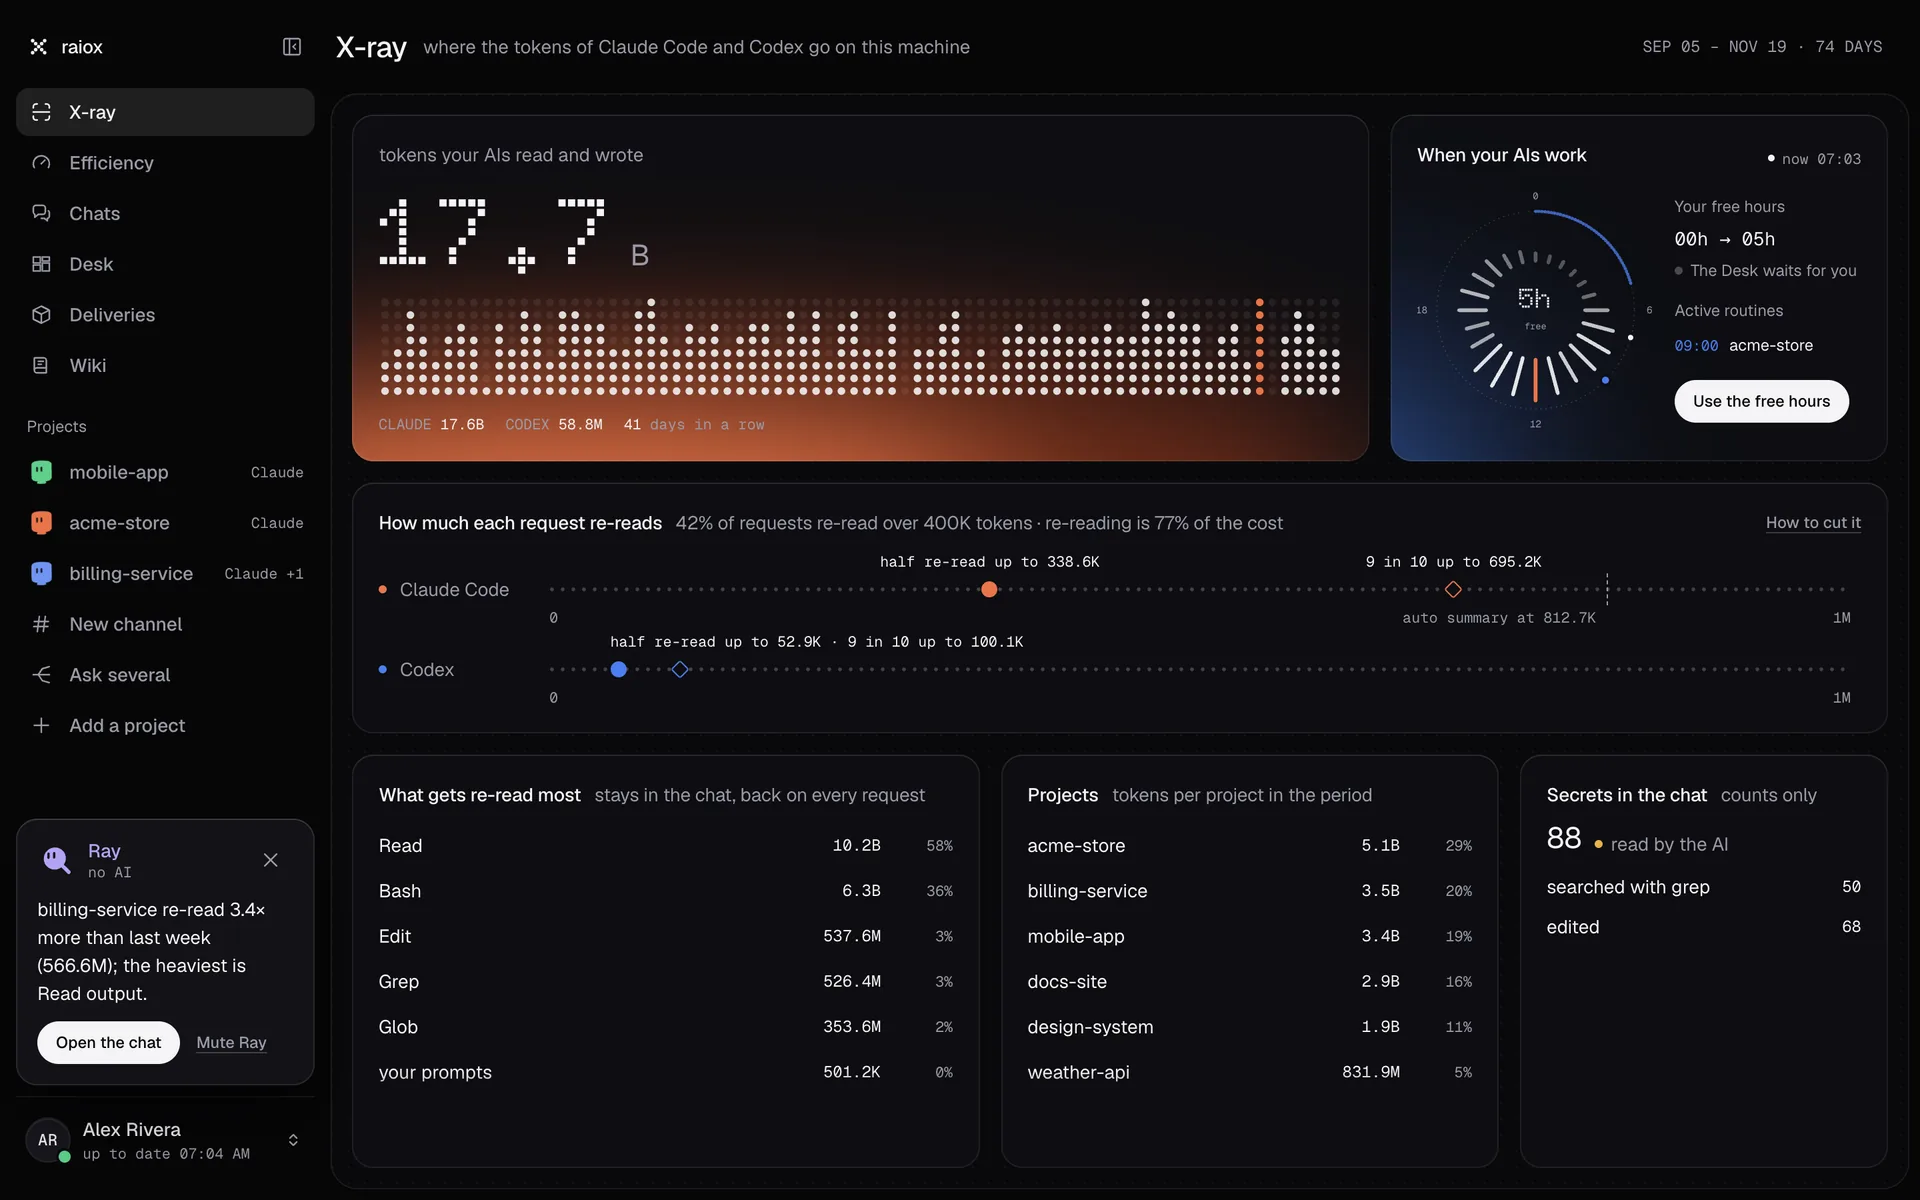 raiox
X-ray where the tokens of Claude Code and Codex go on this machine
SEP 05 – NOV 19 · 74 DAYS
X-ray
Efficiency
Chats
Desk
Deliveries
Wiki
Projects
mobile-app Claude
acme-store Claude
billing-service Claude +1
New channel
Ask several
Add a project
Ray
no AI
billing-service re-read 3.4×
more than last week
(566.6M); the heaviest is
Read output.
Open the chat Mute Ray
AR
Alex Rivera
up to date 07:04 AM
tokens your AIs read and wrote
17.7 B
CLAUDE 17.6B CODEX 58.8M 41 days in a row
When your AIs work
now 07:03
0
6
12
18
5h
free
Your free hours
00h → 05h
The Desk waits for you
Active routines
09:00 acme-store
Use the free hours
How much each request re-reads 42% of requests re-read over 400K tokens · re-reading is 77% of the cost
How to cut it
half re-read up to 338.6K 9 in 10 up to 695.2K
Claude Code
0 auto summary at 812.7K 1M
half re-read up to 52.9K · 9 in 10 up to 100.1K
Codex
0 1M
What gets re-read most stays in the chat, back on every request
Read 10.2B 58%
Bash 6.3B 36%
Edit 537.6M 3%
Grep 526.4M 3%
Glob 353.6M 2%
your prompts 501.2K 0%
Projects tokens per project in the period
acme-store 5.1B 29%
billing-service 3.5B 20%
mobile-app 3.4B 19%
docs-site 2.9B 16%
design-system 1.9B 11%
weather-api 831.9M 5%
Secrets in the chat counts only
88 read by the AI
searched with grep 50
edited 68